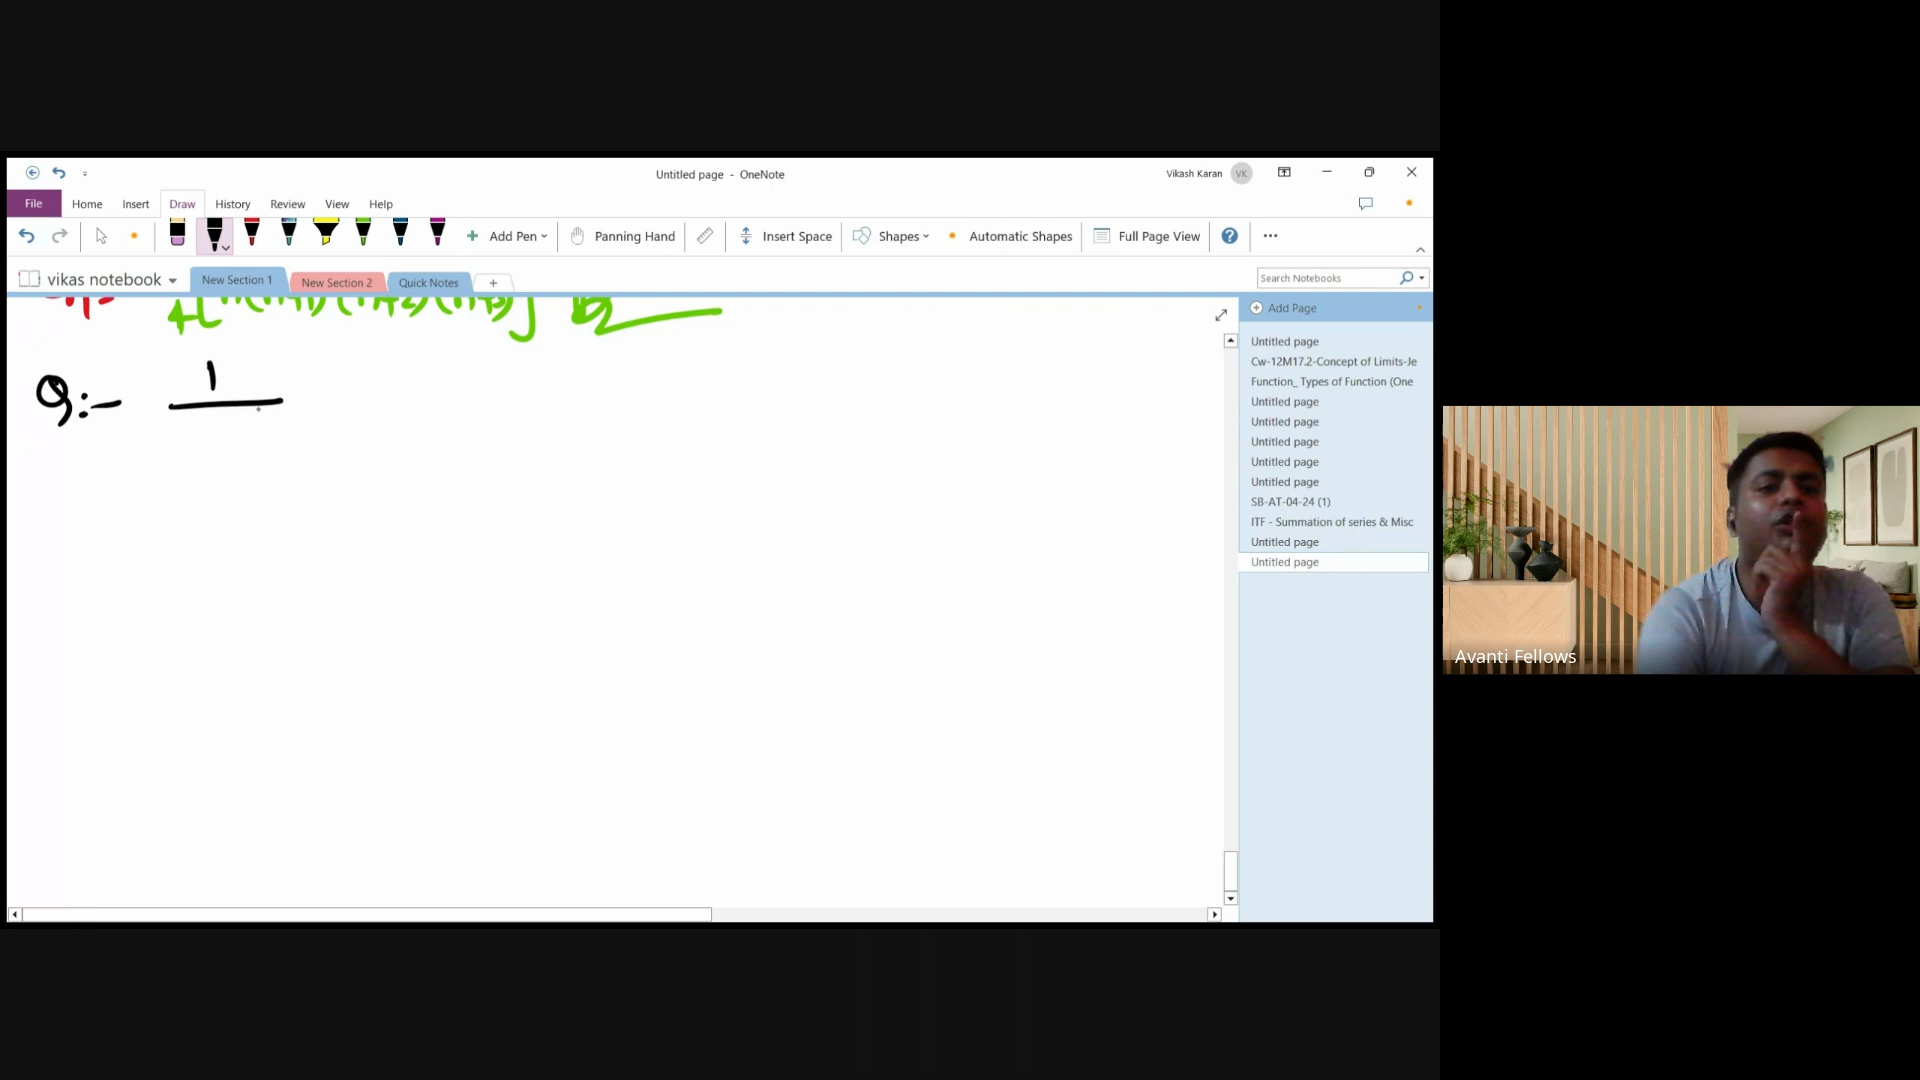 Untitled page - OneNote
Vikash Karan VK
File Home Insert Draw History Review View Help
Add Pen Panning Hand Insert Space Shapes Automatic Shapes Full Page View
vikas notebook New Section 1 New Section 2 Quick Notes + Search Notebooks
Add Page
Untitled page
Cw-12M17.2-Concept of Limits-Je
Function_ Types of Function (One
Untitled page
Untitled page
Untitled page
Untitled page
Untitled page
SB-AT-04-24 (1)
ITF - Summation of series & Misc
Untitled page
Untitled page
4[n(n+1)(n+2)(n+3)]
Q:- 1
Avanti Fellows